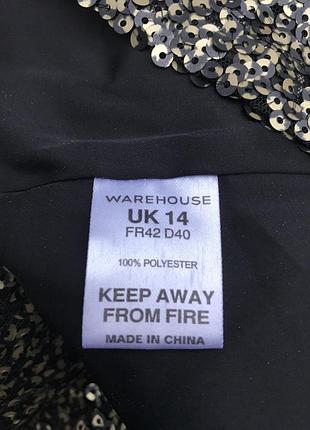 WAREHOUSE
UK 14
FR42 D40
100% POLYESTER
KEEP AWAY
FROM FIRE
MADE IN CHINA